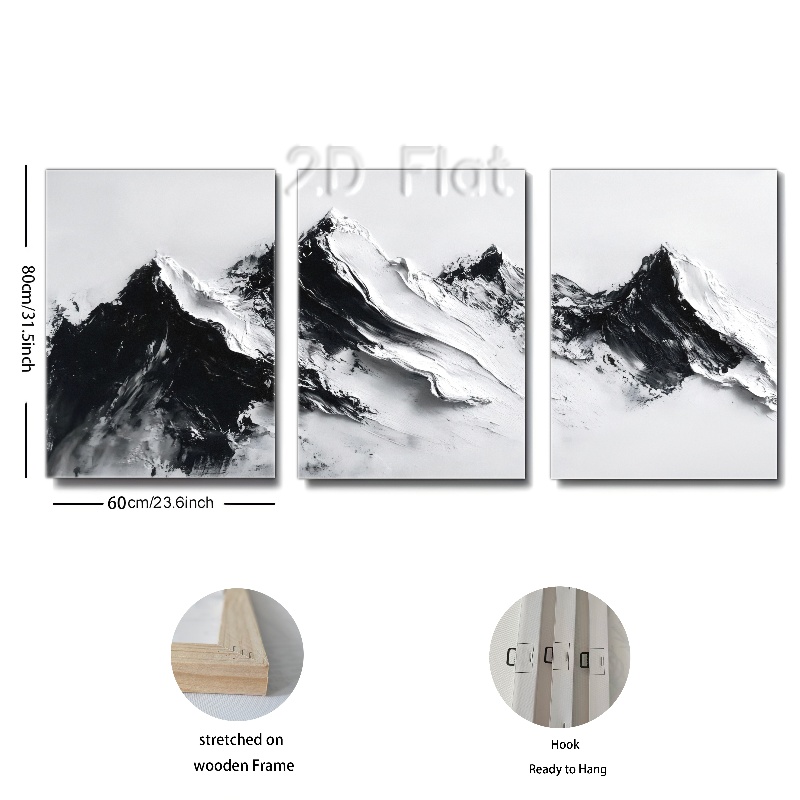 2D Flat
80cm/31.5inch
60cm/23.6inch
stretched on
wooden Frame
Hook
Ready to Hang